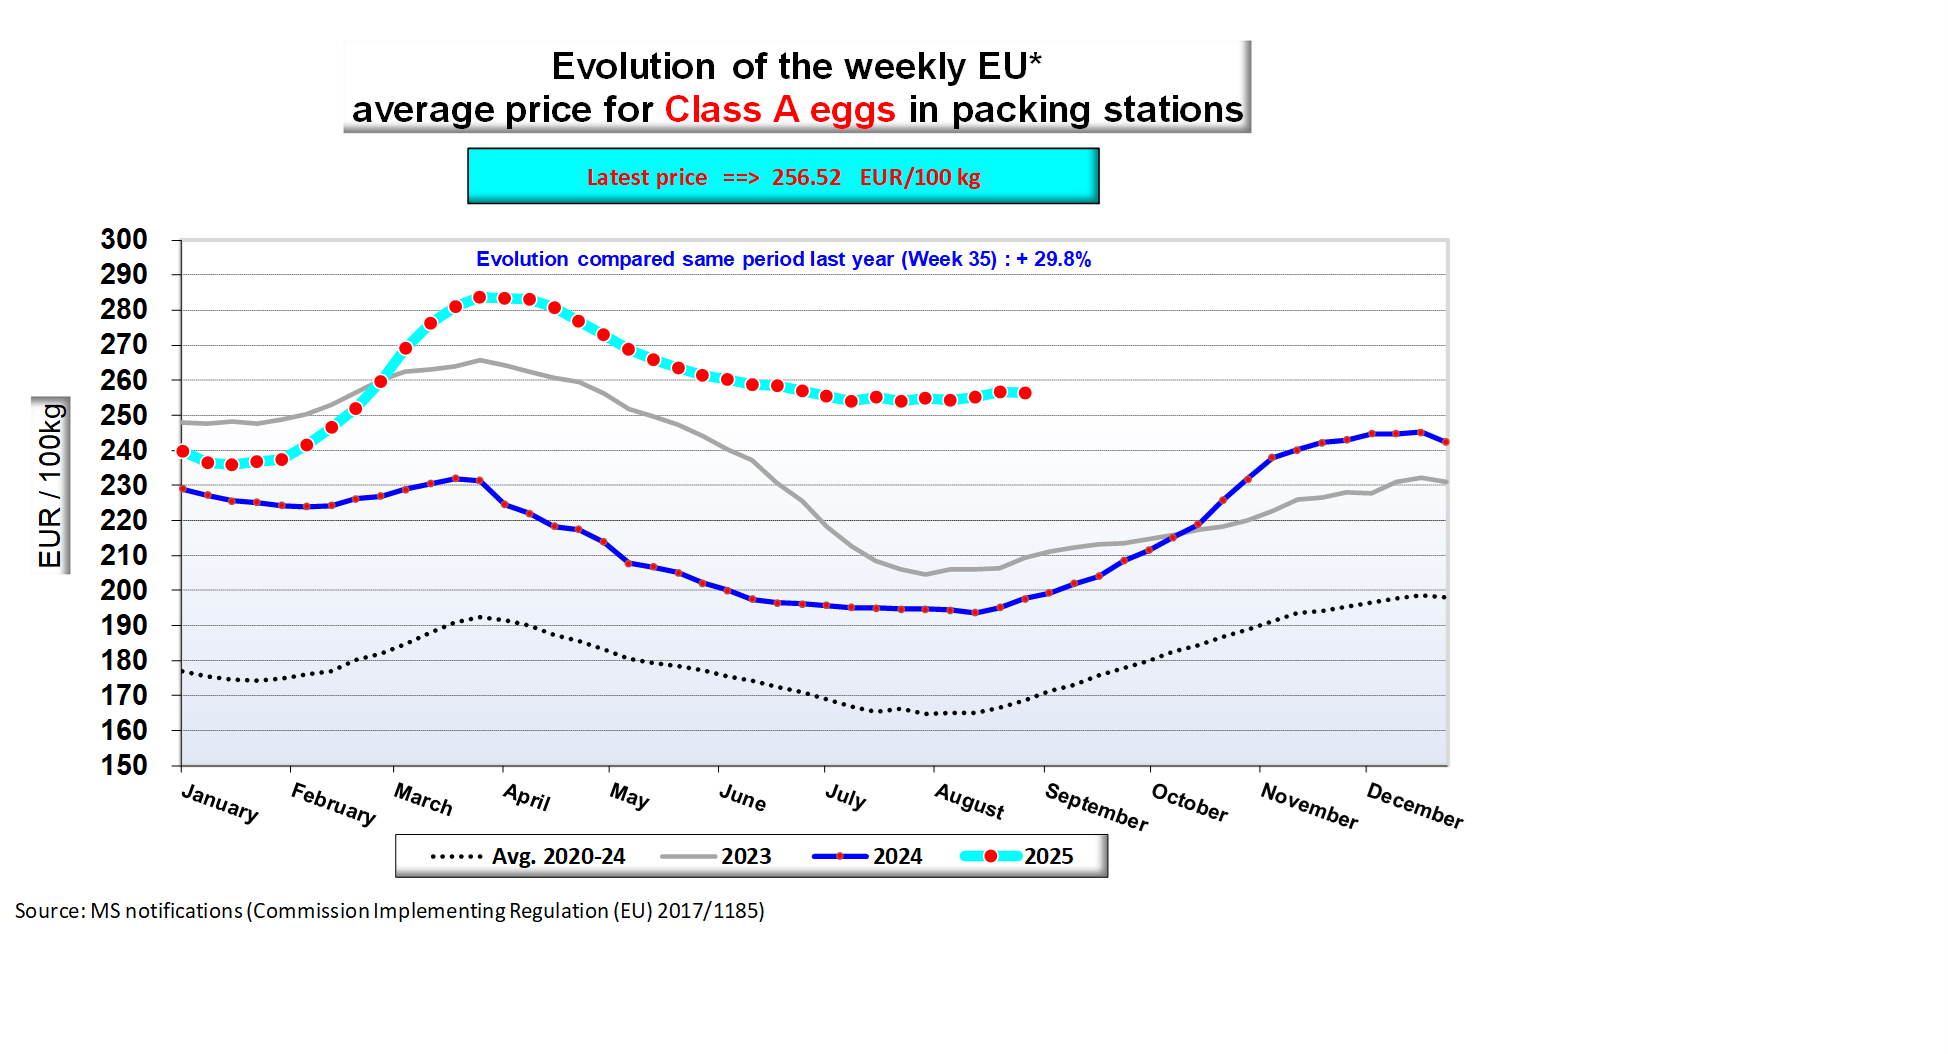 Evolution of the weekly EU*
average price for Class A eggs in packing stations
Latest price ==> 256.52 EUR/100 kg
Evolution compared same period last year (Week 35) : + 29.8%
300
290
280
270
260
250
240
230
220
210
200
190
180
170
160
150
EUR / 100kg
January
February
March
April
May
June
July
August
September
October
November
December
Avg. 2020-24
2023
2024
2025
Source: MS notifications (Commission Implementing Regulation (EU) 2017/1185)